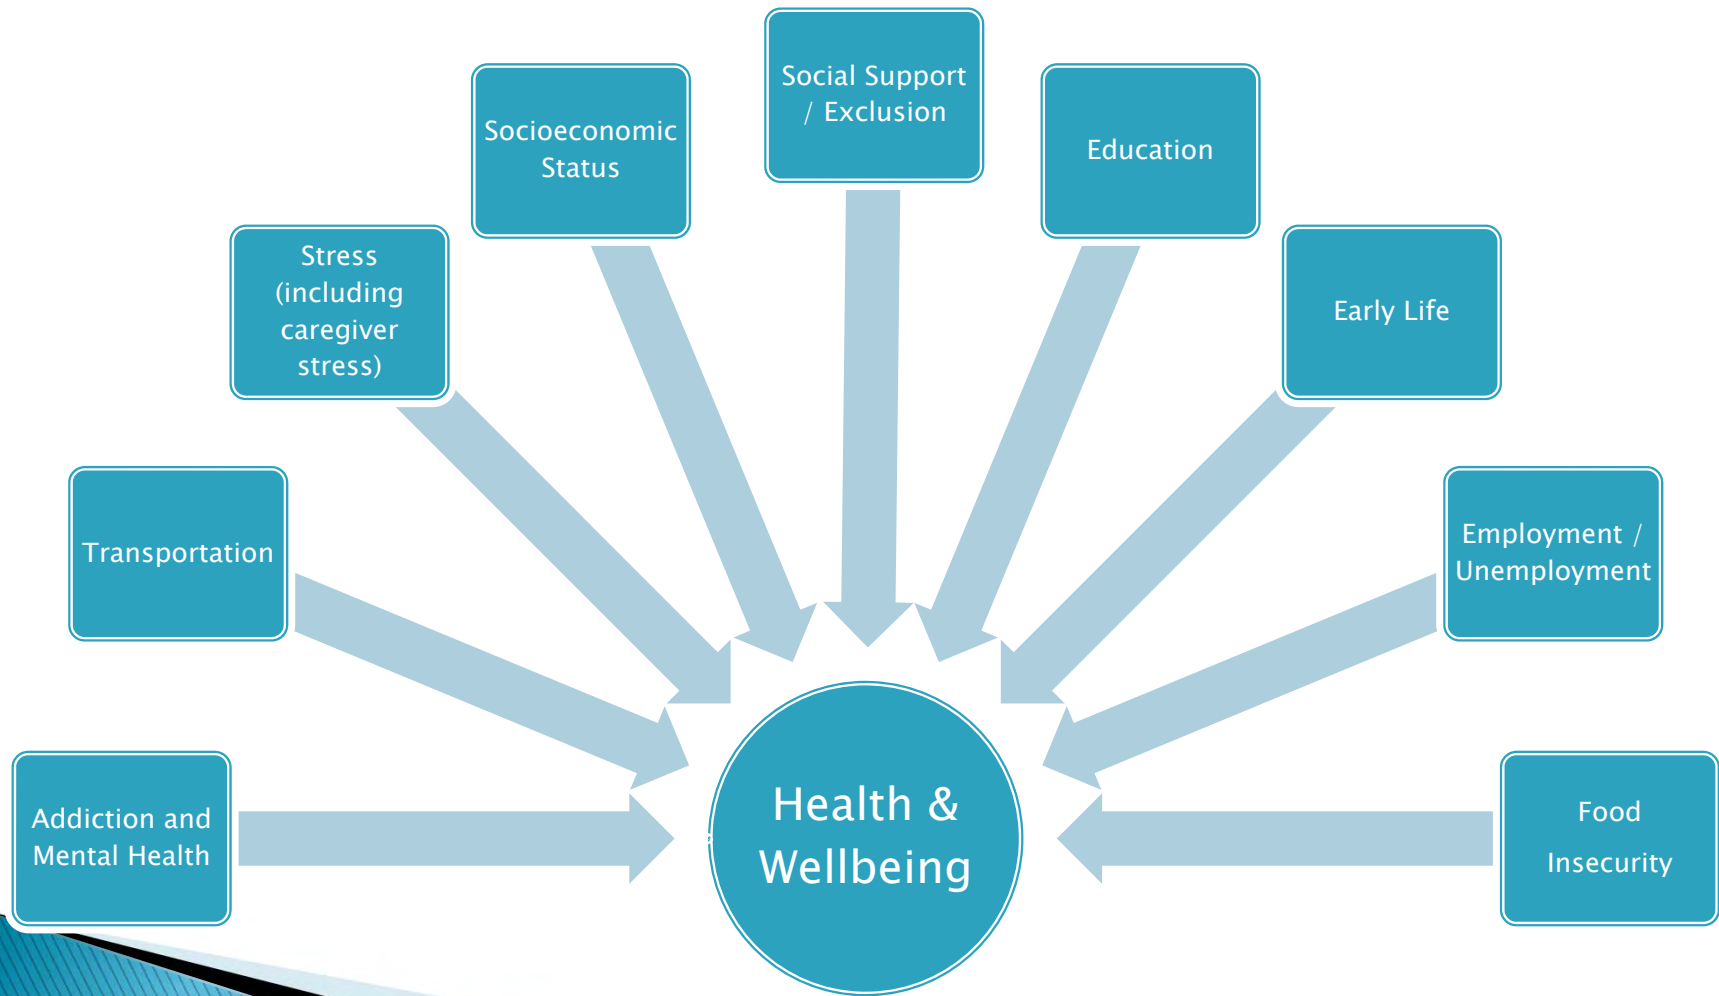 Social Support
/ Exclusion
Socioeconomic
Status
Education
Stress
(including
caregiver
stress)
Early Life
Transportation
Employment /
Unemployment
Addiction and
Mental Health
Health &
Wellbeing
Food
Insecurity